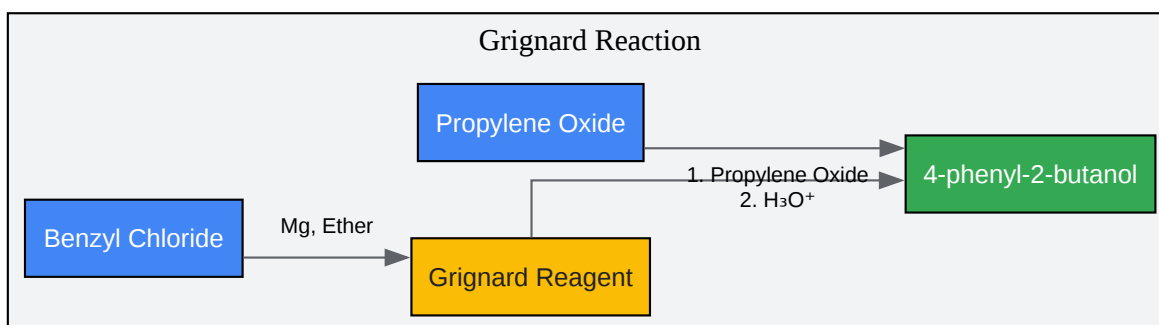 Grignard Reaction
Propylene Oxide
4-phenyl-2-butanol
1. Propylene Oxide
2. H₃O⁺
Benzyl Chloride
Mg, Ether
Grignard Reagent